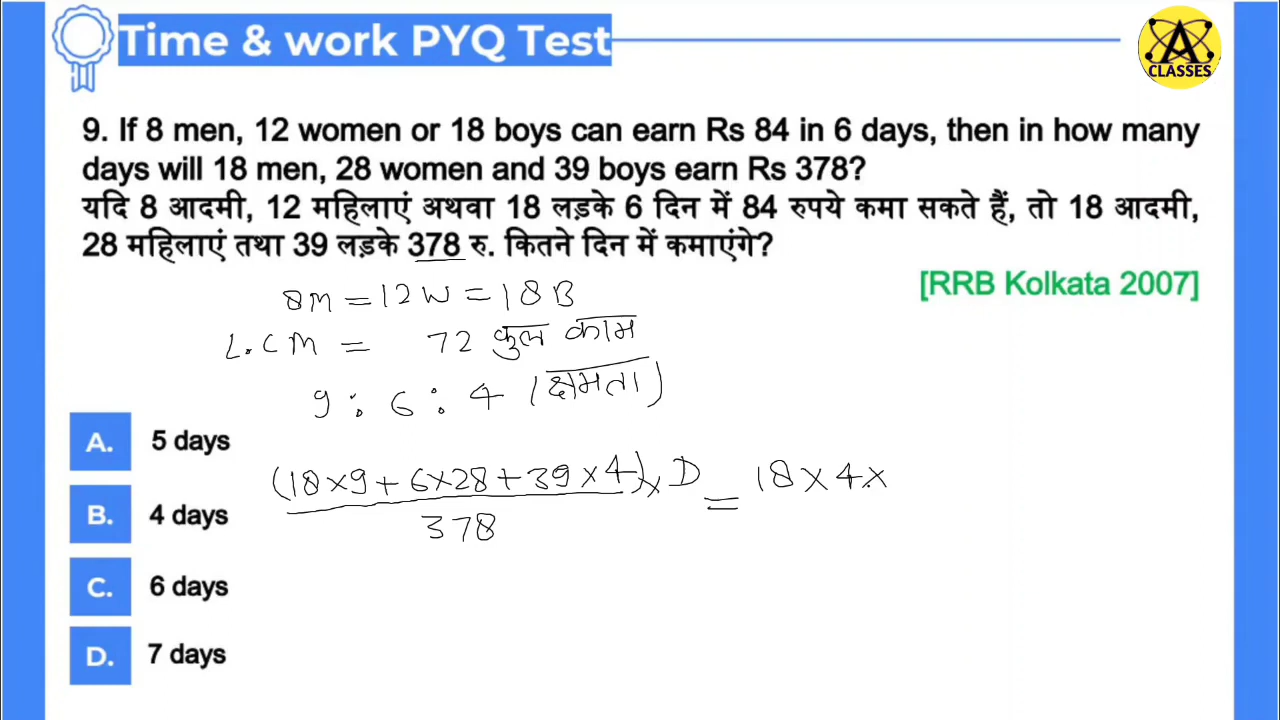 Time & work PYQ Test
A
CLASSES
9. If 8 men, 12 women or 18 boys can earn Rs 84 in 6 days, then in how many
days will 18 men, 28 women and 39 boys earn Rs 378?
यदि 8 आदमी, 12 महिलाएं अथवा 18 लड़के 6 दिन में 84 रुपये कमा सकते हैं, तो 18 आदमी,
28 महिलाएं तथा 39 लड़के 378 रु. कितने दिन में कमाएंगे?
[RRB Kolkata 2007]
8M = 12W = 18B
L.CM = 72 कुल काम
9 : 6 : 4 (क्षमता)
A. 5 days
(18×9+6×28+39×4)×D = 18×4×
378
B. 4 days
C. 6 days
D. 7 days